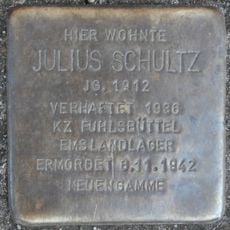 HIER WOHNTE
JULIUS SCHULTZ
JG. 1912
VERHAFTET 1936
KZ FUHLSBÜTTEL
EMSLANDLAGER
ERMORDET 8.11.1942
NEUENGAMME